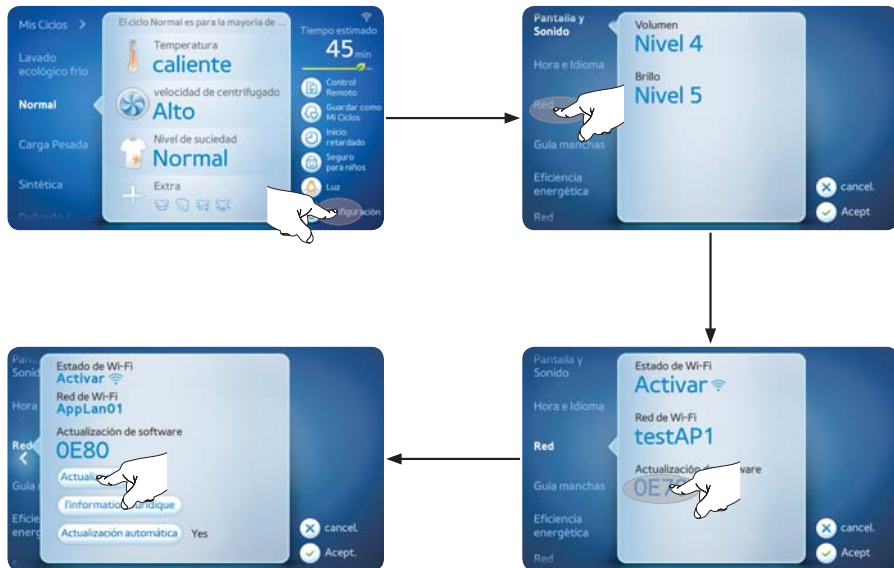 Mis Ciclos >
Lavado
ecológico frío
Normal
Carga Pesada
Sintética
El ciclo Normal es para la mayoría de ...
Temperatura
caliente
velocidad de centrifugado
Alto
Nivel de suciedad
Normal
Extra
Tiempo estimado
45 min
Control
Remoto
Guardar como
Mi Ciclos
Inicio
retardado
Seguro
para niños
Luz
Pantalla y
Sonido
Hora e Idioma
Red
Guía manchas
Eficiencia
energética
Red
Volumen
Nivel 4
Brillo
Nivel 5
cancel.
Acept
Red
Estado de Wi-Fi
Activar
Red de Wi-Fi
AppLan01
Actualización de software
0E80
l'information juridique
Actualización automática Yes
cancel.
Acept.
Pantalla y
Sonido
Hora e Idioma
Red
Guía manchas
Eficiencia
energética
Red
Estado de Wi-Fi
Activar
Red de Wi-Fi
testAP1
Actualización
cancel.
Acept